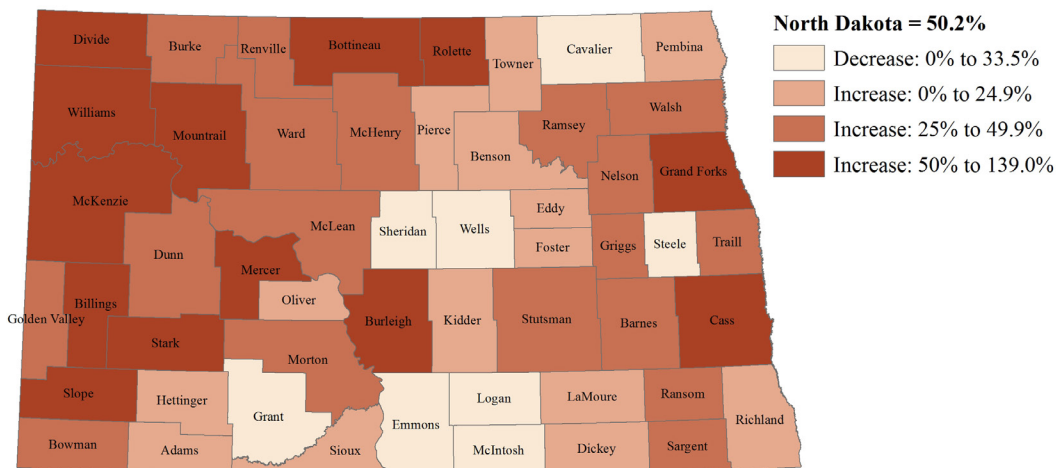 North Dakota = 50.2%
Decrease: 0% to 33.5%
Increase: 0% to 24.9%
Increase: 25% to 49.9%
Increase: 50% to 139.0%
Divide
Burke
Renville
Bottineau
Rolette
Towner
Cavalier
Pembina
Williams
Mountrail
Ward
McHenry
Pierce
Benson
Ramsey
Walsh
Nelson
Grand Forks
McKenzie
Dunn
McLean
Sheridan
Wells
Eddy
Foster
Griggs
Steele
Traill
Golden Valley
Billings
Mercer
Oliver
Burleigh
Kidder
Stutsman
Barnes
Cass
Stark
Morton
Slope
Hettinger
Grant
Emmons
Logan
LaMoure
Ransom
Richland
Bowman
Adams
Sioux
McIntosh
Dickey
Sargent